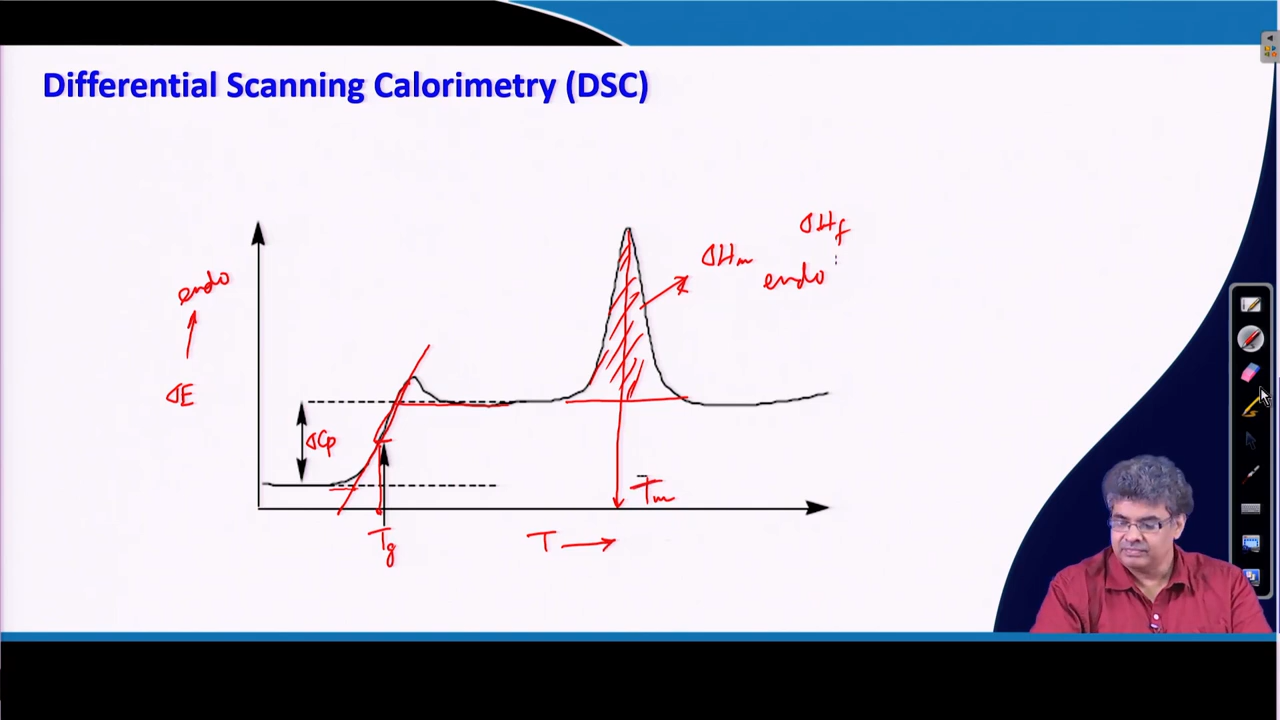 Differential Scanning Calorimetry (DSC)
ΔHf
ΔHm
endo
endo
ΔE
ΔCp
Tm
Tg
T